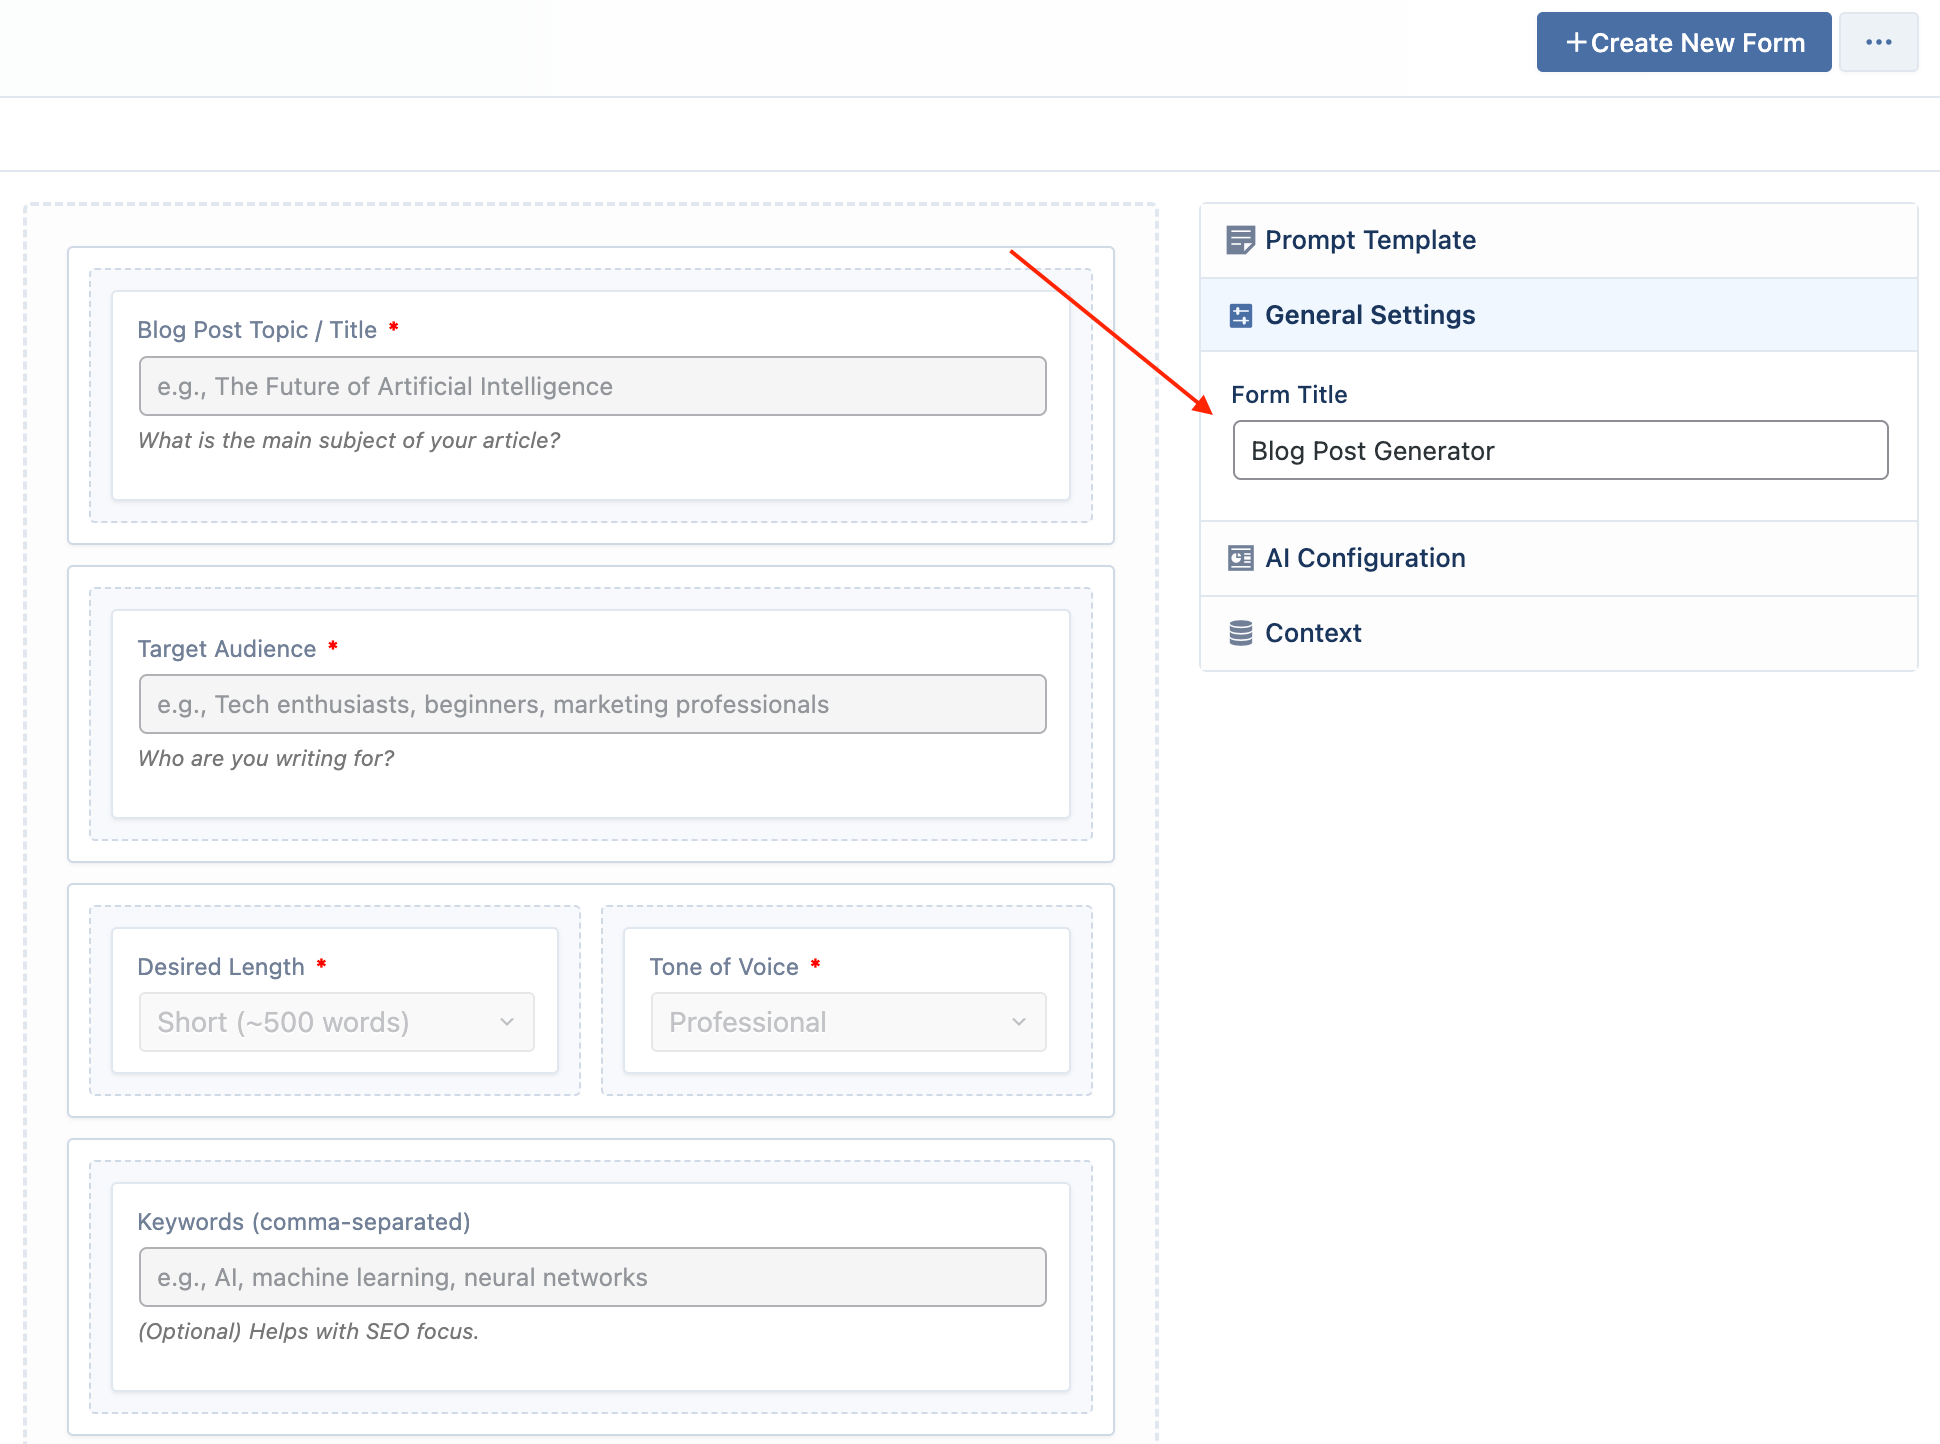 +Create New Form
...
Blog Post Topic / Title *
e.g., The Future of Artificial Intelligence
What is the main subject of your article?
Target Audience *
e.g., Tech enthusiasts, beginners, marketing professionals
Who are you writing for?
Desired Length *
Short (~500 words)
Tone of Voice *
Professional
Keywords (comma-separated)
e.g., AI, machine learning, neural networks
(Optional) Helps with SEO focus.
Prompt Template
General Settings
Form Title
Blog Post Generator
AI Configuration
Context